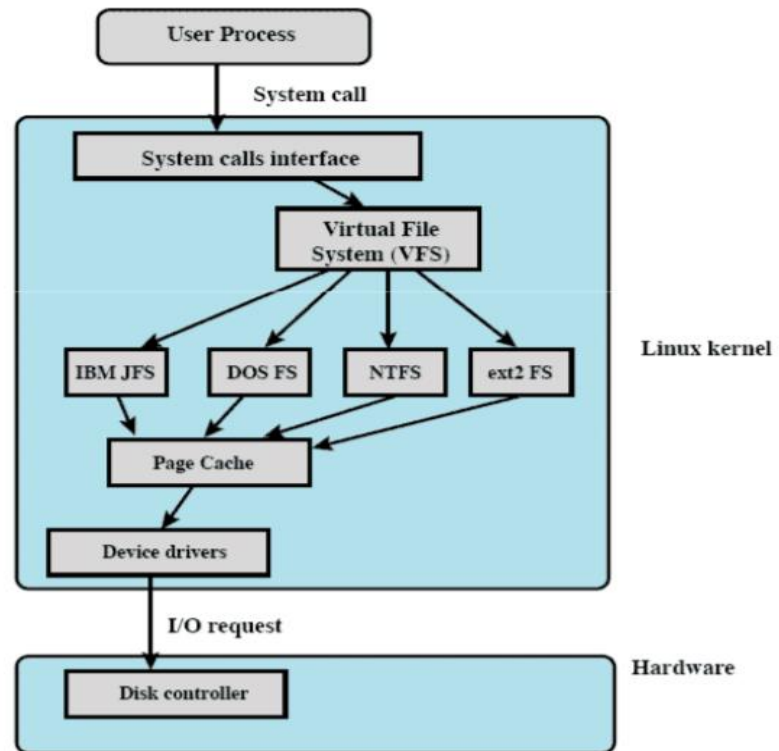 User Process
System call
System calls interface
Virtual File
System (VFS)
Linux kernel
IBM JFS
DOS FS
NTFS
ext2 FS
Page Cache
Device drivers
I/O request
Hardware
Disk controller